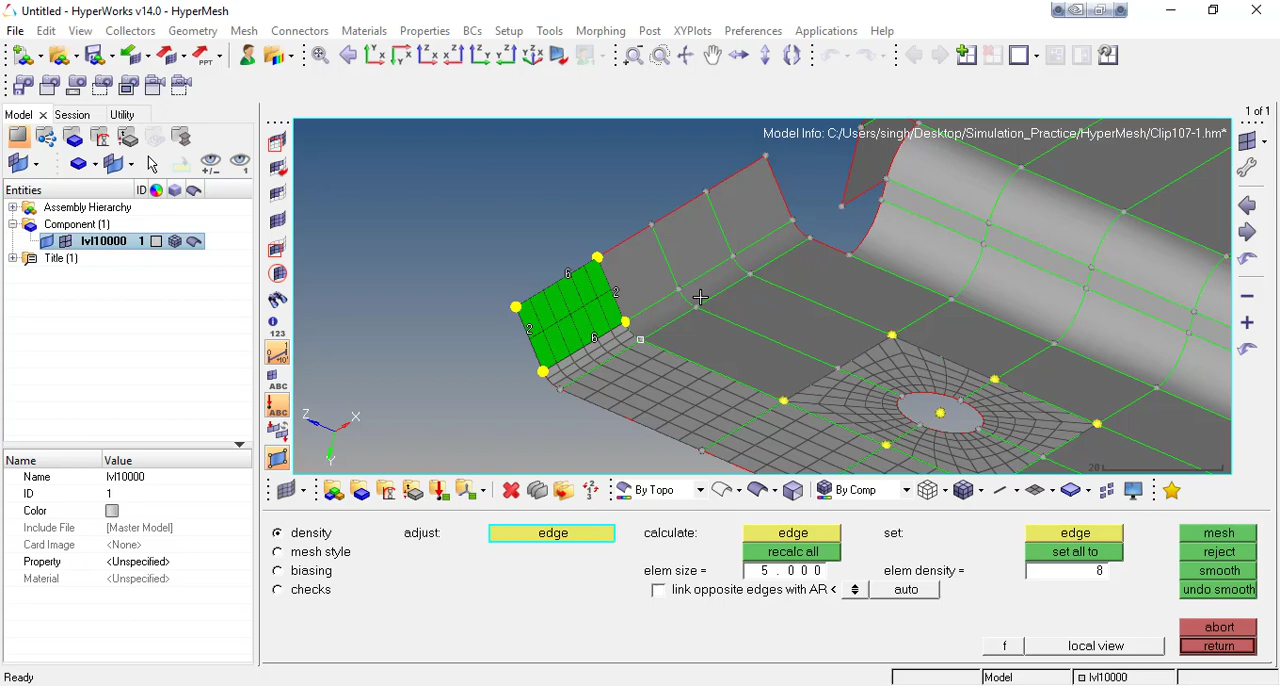 Untitled - HyperWorks v14.0 - HyperMesh
File Edit View Collectors Geometry Mesh Connectors Materials Properties BCs Setup Tools Morphing Post XYPlots Preferences Applications Help
PPT
Model Session Utility
1 of 1
Model Info: C:/Users/singh/Desktop/Simulation_Practice/HyperMesh/Clip107-1.hm*
Entities ID
Assembly Hierarchy
Component (1)
lvl10000 1
Title (1)
123
ABC
ABC
6
2
2
6
Z X
Y
20
Name Value
Name lvl10000
ID 1
Color
Include File [Master Model]
Card Image <None>
Property <Unspecified>
Material <Unspecified>
By Topo By Comp
density adjust: edge calculate: edge set: edge mesh
mesh style recalc all set all to reject
biasing elem size = 5.000 elem density = 8 smooth
checks link opposite edges with AR < auto undo smooth
abort
f local view return
Ready Model lvl10000